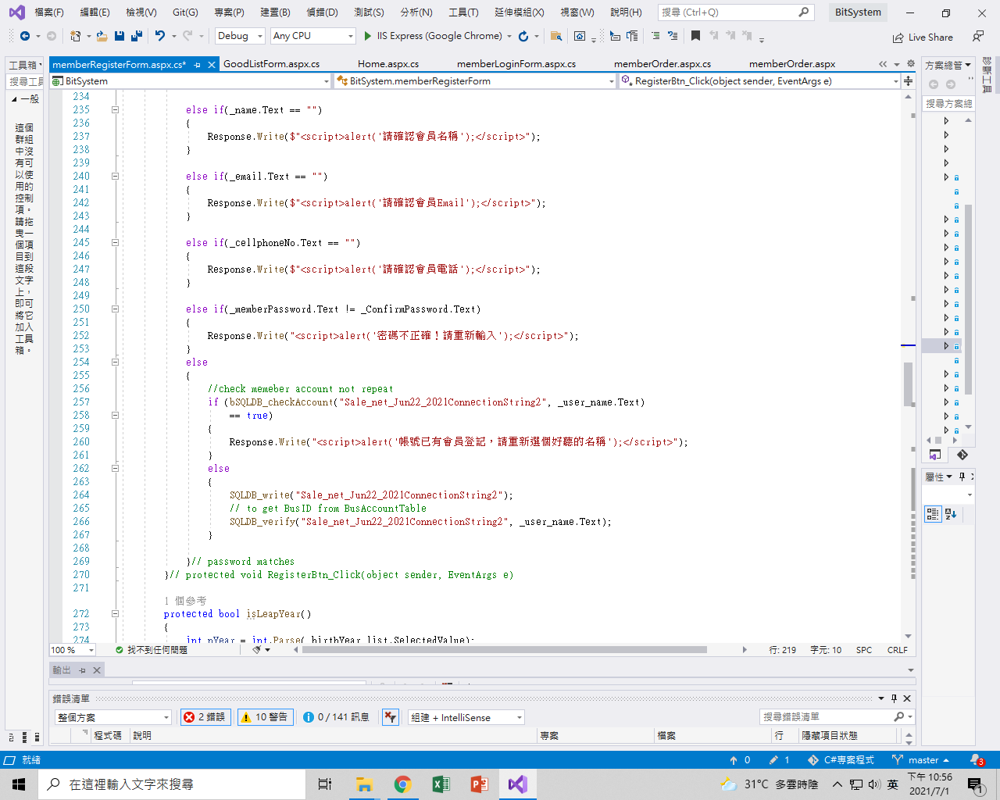 檔案(F) 編輯(E) 檢視(V) Git(G) 專案(P) 建置(B) 偵錯(D) 測試(S) 分析(N) 工具(T) 延伸模組(X) 視窗(W) 說明(H) 搜尋 (Ctrl+Q) BitSystem
Debug Any CPU IIS Express (Google Chrome) Live Share
工具箱
搜尋工具
一般
這個
群組
中沒
有可
以使
用的
控制
項。
請拖
曳一
個項
目到
這段
文字
上,
即可
將它
加入
工具
箱。
memberRegisterForm.aspx.cs* GoodListForm.aspx.cs Home.aspx.cs memberLoginForm.aspx.cs memberOrder.aspx.cs memberOrder.aspx
BitSystem BitSystem.memberRegisterForm RegisterBtn_Click(object sender, EventArgs e)
234
235 else if(_name.Text == "")
236 {
237 Response.Write($"<script>alert('請確認會員名稱');</script>");
238 }
239
240 else if(_email.Text == "")
241 {
242 Response.Write($"<script>alert('請確認會員Email');</script>");
243 }
244
245 else if(_cellphoneNo.Text == "")
246 {
247 Response.Write($"<script>alert('請確認會員電話');</script>");
248 }
249
250 else if(_memberPassword.Text != _ConfirmPassword.Text)
251 {
252 Response.Write("<script>alert('密碼不正確！請重新輸入');</script>");
253 }
254 else
255 {
256 //check memeber account not repeat
257 if (bSQLDB_checkAccount("Sale_net_Jun22_2021ConnectionString2", _user_name.Text)
258 == true)
259 {
260 Response.Write("<script>alert('帳號已有會員登記，請重新選個好聽的名稱');</script>");
261 }
262 else
263 {
264 SQLDB_write("Sale_net_Jun22_2021ConnectionString2");
265 // to get BusID from BusAccountTable
266 SQLDB_verify("Sale_net_Jun22_2021ConnectionString2", _user_name.Text);
267 }
268
269 }// password matches
270 }// protected void RegisterBtn_Click(object sender, EventArgs e)
271
1 個參考
272 protected bool isLeapYear()
273 {
274 int nYear = int.Parse(_birthYear_list.SelectedValue);
100 % 找不到任何問題 行: 219 字元: 10 SPC CRLF
方案總管
搜尋方案總
診斷工具
屬性
輸出
錯誤清單
整個方案 2 錯誤 10 警告 0 / 141 訊息 組建 + IntelliSense 搜尋錯誤清單
程式碼 說明 專案 檔案 行 隱藏項目狀態
就緒 0 1 C#專案程式 master 3
在這裡輸入文字來搜尋 31°C 多雲時陰 英 下午 10:56
2021/7/1 1